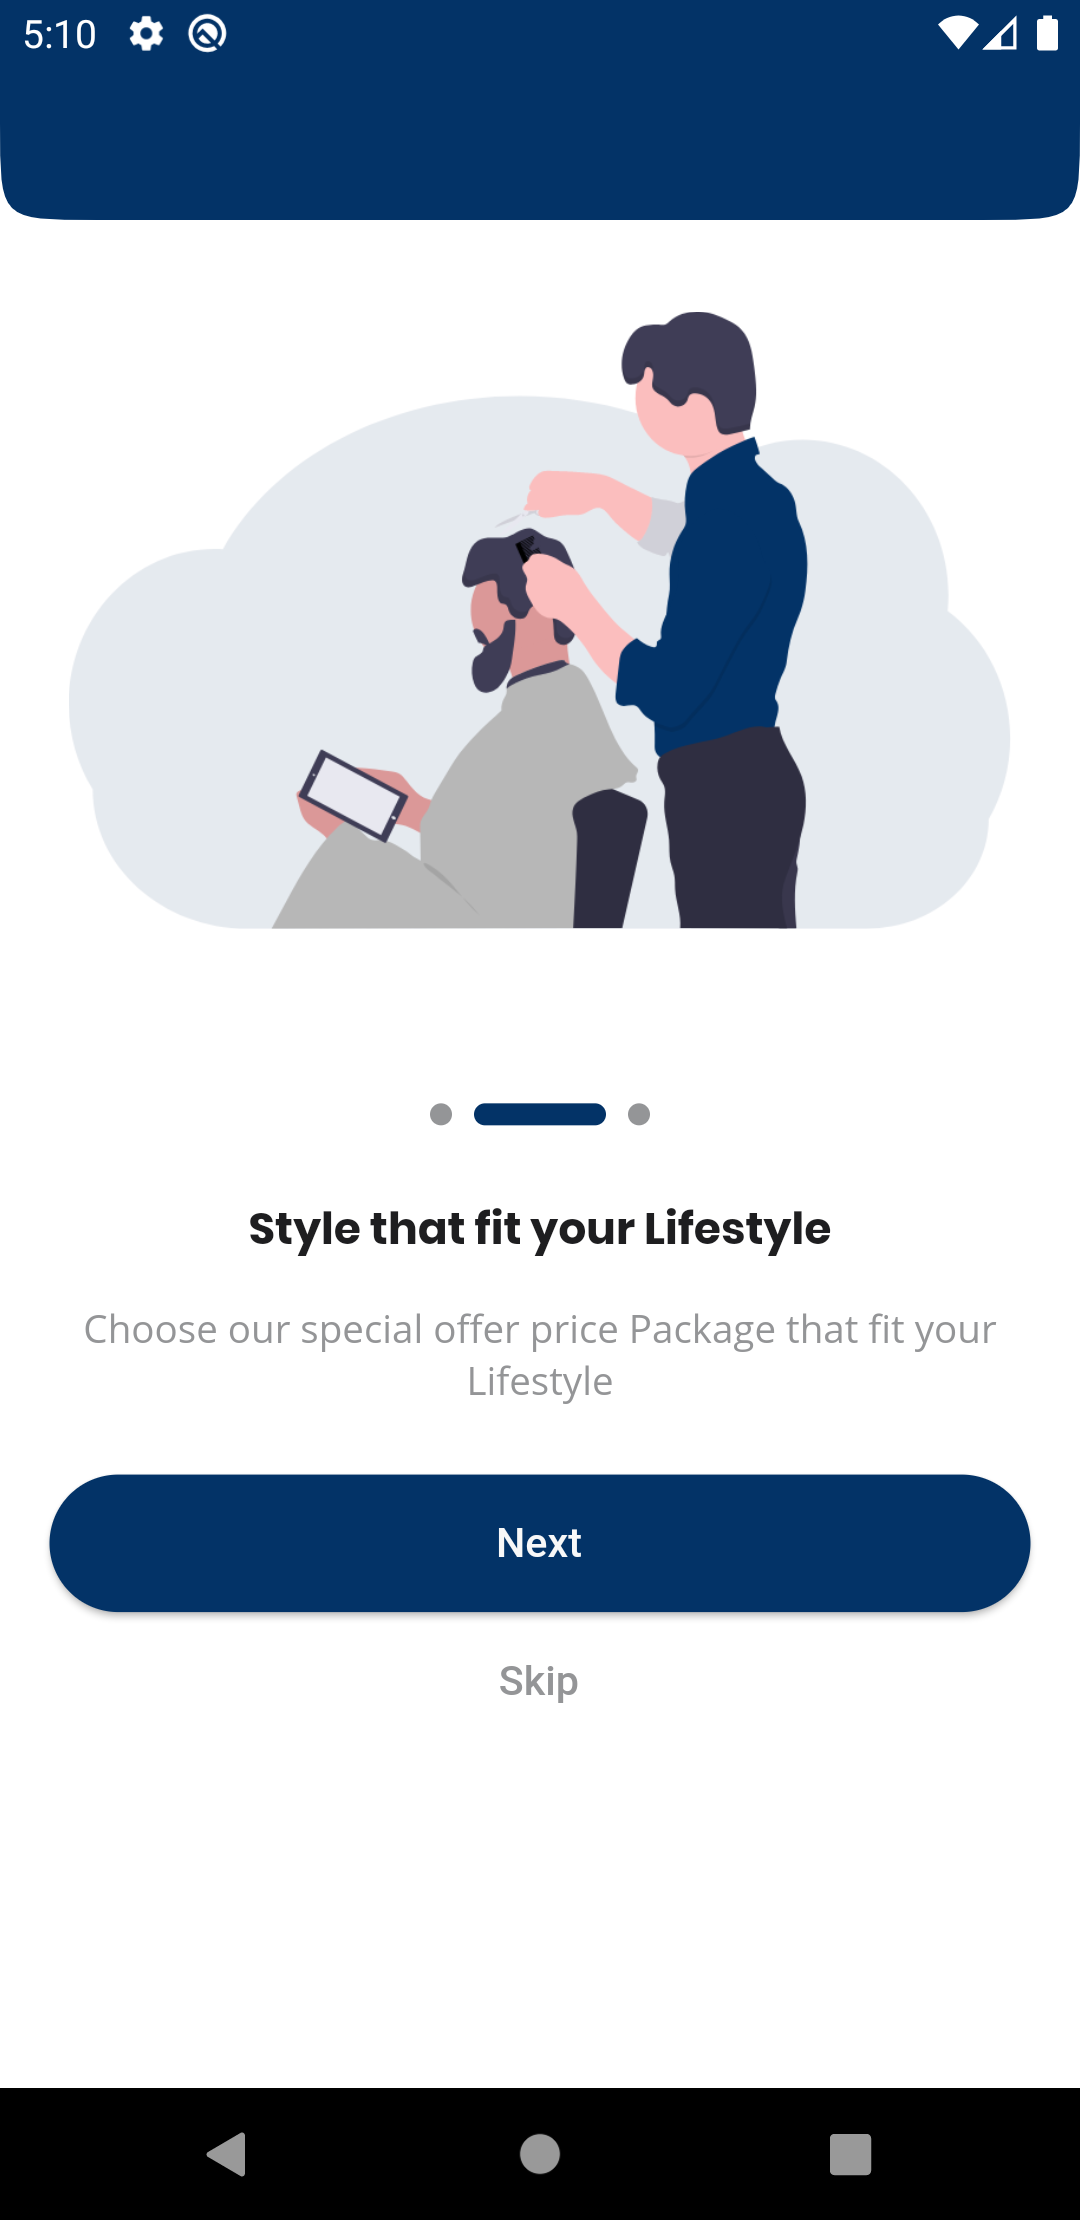 5:10
Style that fit your Lifestyle
Choose our special offer price Package that fit your
Lifestyle
Next
Skip